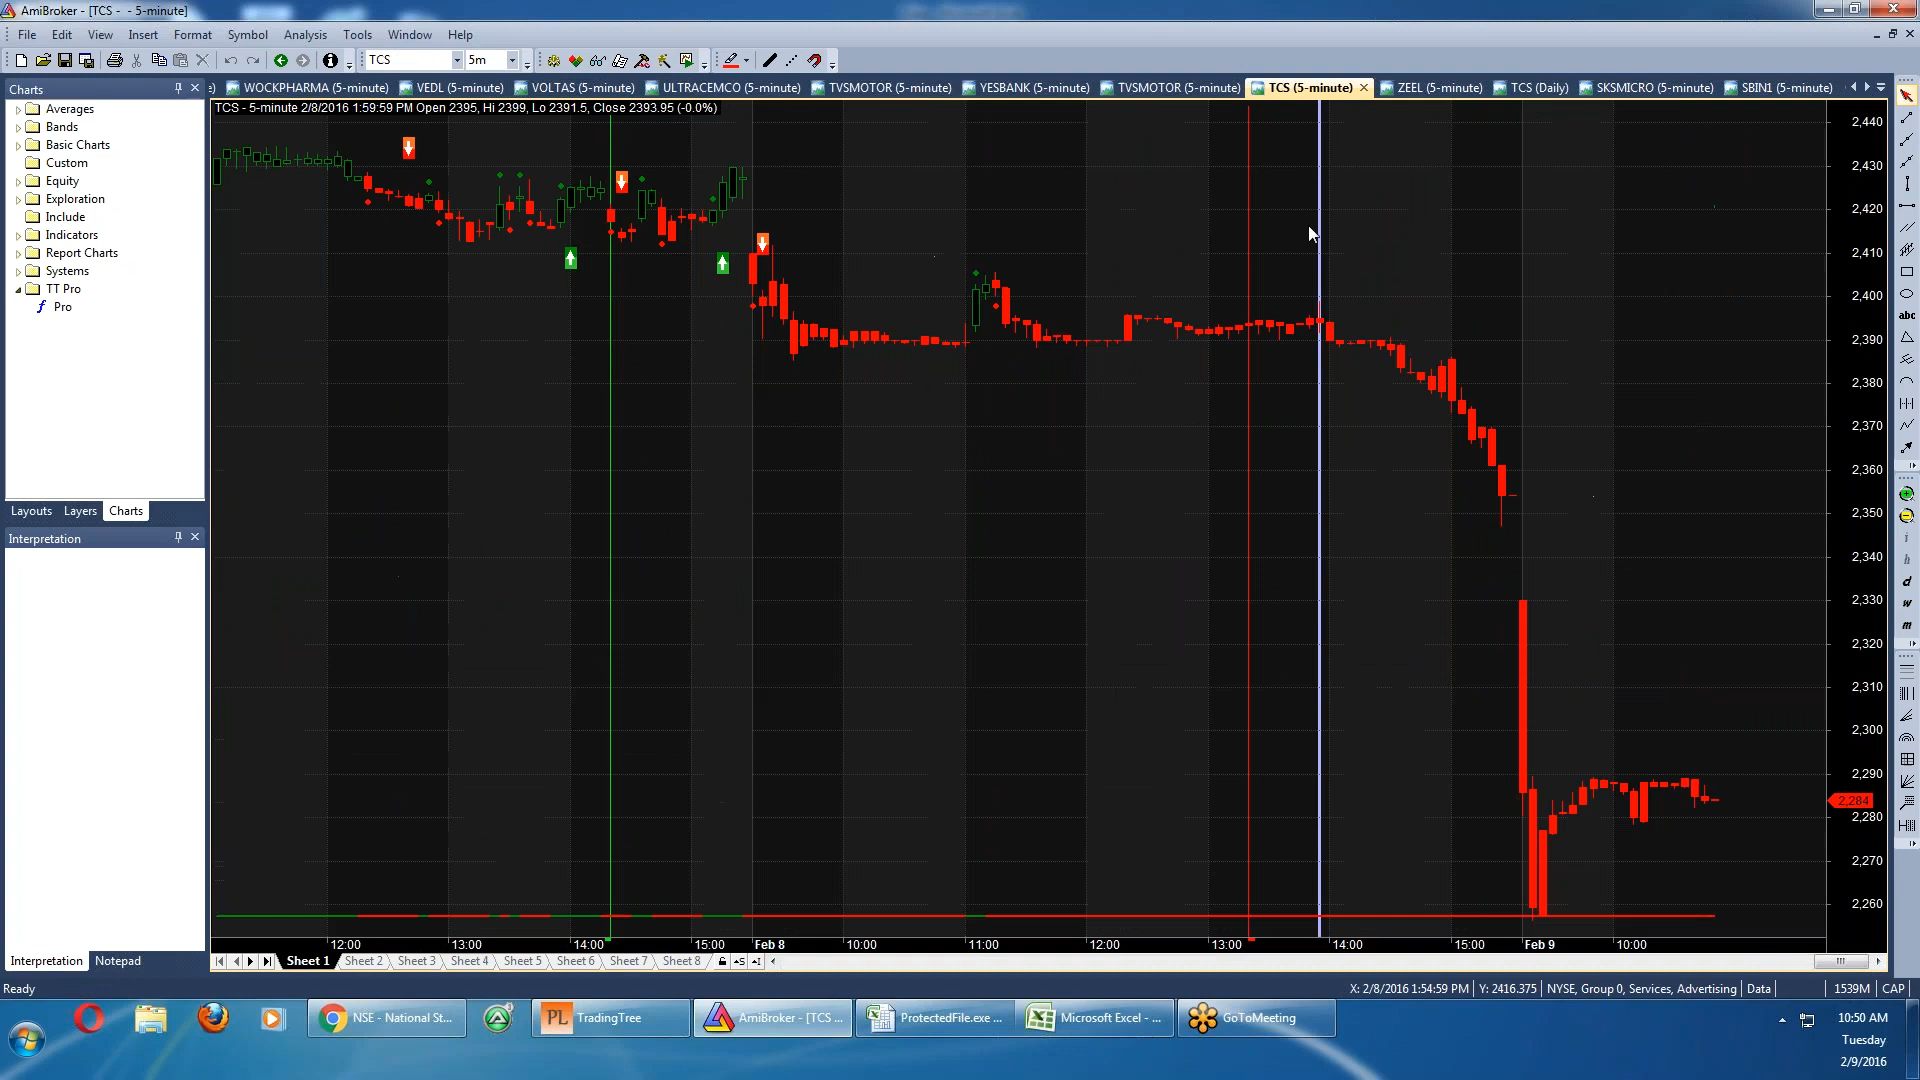 AmiBroker - [TCS - - 5-minute]
File Edit View Insert Format Symbol Analysis Tools Window Help
TCS 5m
Charts
WOCKPHARMA (5-minute) VEDL (5-minute) VOLTAS (5-minute) ULTRACEMCO (5-minute) TVSMOTOR (5-minute) YESBANK (5-minute) TVSMOTOR (5-minute) TCS (5-minute) ZEEL (5-minute) TCS (Daily) SKSMICRO (5-minute) SBIN1 (5-minute)
TCS - 5-minute 2/8/2016 1:59:59 PM Open 2395, Hi 2399, Lo 2391.5, Close 2393.95 (-0.0%)
Averages
Bands
Basic Charts
Custom
Equity
Exploration
Include
Indicators
Report Charts
Systems
TT Pro
Pro
Layouts Layers Charts
Interpretation
Interpretation Notepad
2,440
2,430
2,420
2,410
2,400
2,390
2,380
2,370
2,360
2,350
2,340
2,330
2,320
2,310
2,300
2,290
2,284
2,280
2,270
2,260
abc
i
h
d
w
m
12:00 13:00 14:00 15:00 Feb 8 10:00 11:00 12:00 13:00 14:00 15:00 Feb 9 10:00
Sheet 1 Sheet 2 Sheet 3 Sheet 4 Sheet 5 Sheet 6 Sheet 7 Sheet 8
Ready
X: 2/8/2016 1:54:59 PM Y: 2416.375 NYSE, Group 0, Services, Advertising Data 1539M CAP
NSE - National St...
PL TradingTree
AmiBroker - [TCS ...
ProtectedFile.exe ...
Microsoft Excel - ...
GoToMeeting
10:50 AM
Tuesday
2/9/2016